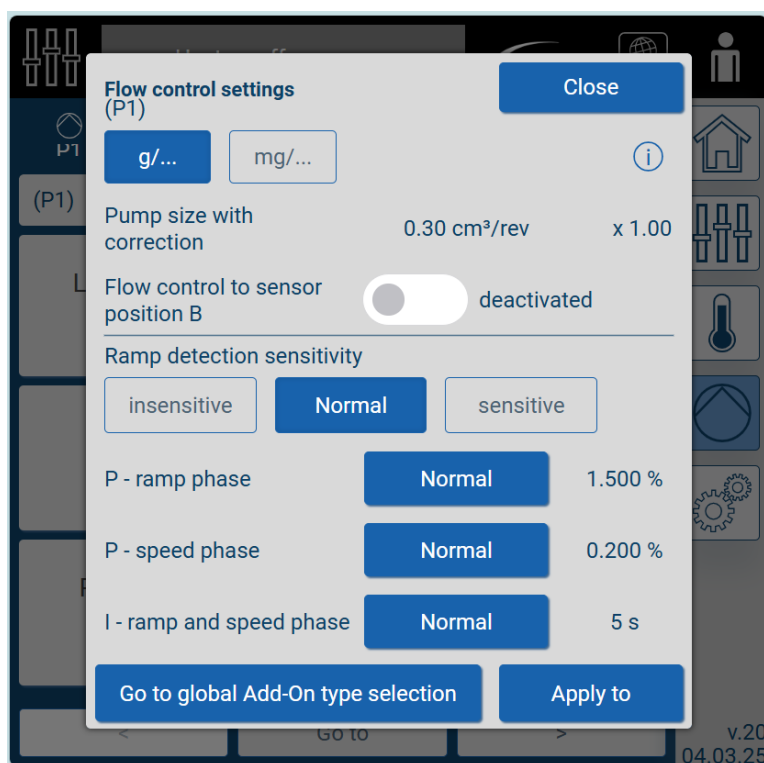 Flow control settings
Close
(P1)
g/...
mg/...
i
P1
(P1)
Pump size with
correction
0.30 cm³/rev
x 1.00
L
Flow control to sensor
position B
deactivated
Ramp detection sensitivity
insensitive
Normal
sensitive
P - ramp phase
Normal
1.500 %
P - speed phase
Normal
0.200 %
I - ramp and speed phase
Normal
5 s
Go to global Add-On type selection
Apply to
<
Go to
>
v.20
04.03.25